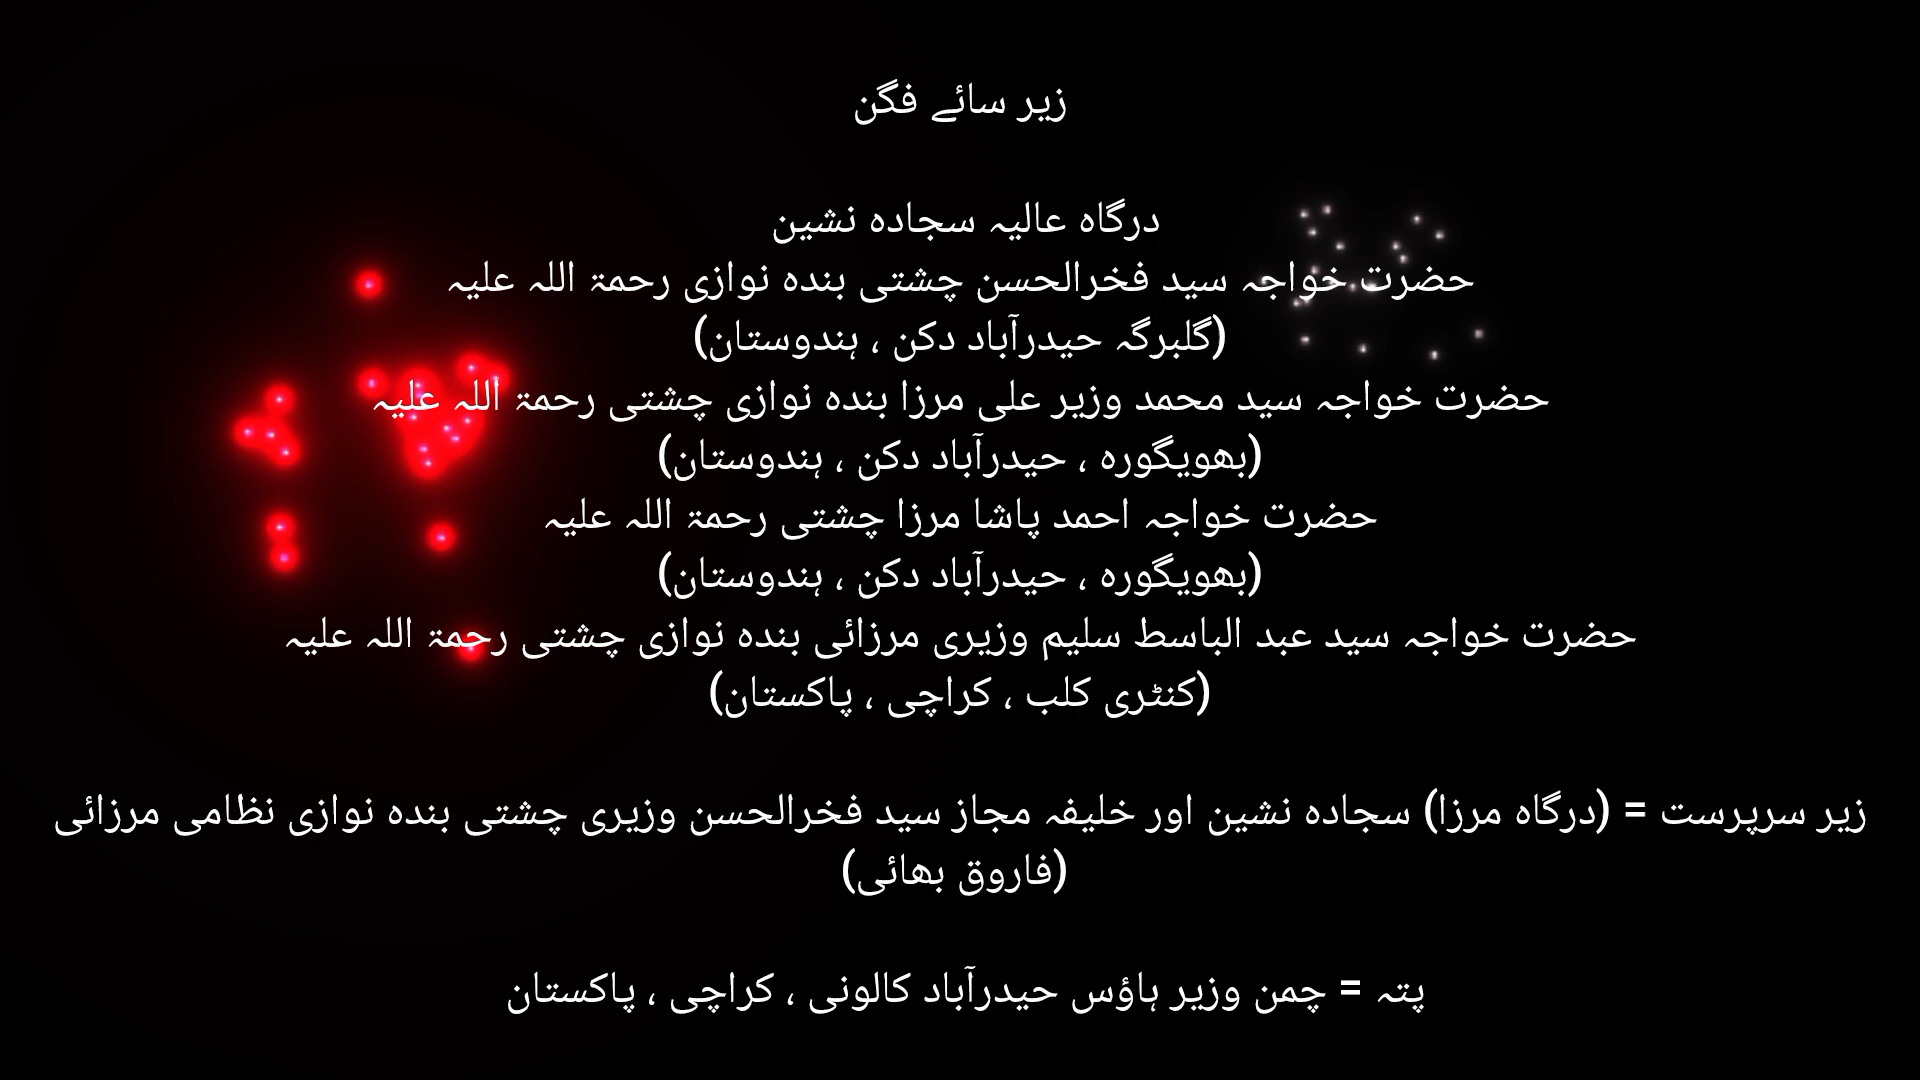 زیر سائے فگن
درگاہ عالیہ سجادہ نشین
حضرت خواجہ سید فخرالحسن چشتی بندہ نوازی رحمۃ اللہ علیہ
(گلبرگہ حیدرآباد دکن ، ہندوستان)
حضرت خواجہ سید محمد وزیر علی مرزا بندہ نوازی چشتی رحمۃ اللہ علیہ
(بھویگورہ ، حیدرآباد دکن ، ہندوستان)
حضرت خواجہ احمد پاشا مرزا چشتی رحمۃ اللہ علیہ
(بھویگورہ ، حیدرآباد دکن ، ہندوستان)
حضرت خواجہ سید عبد الباسط سلیم وزیری مرزائی بندہ نوازی چشتی رحمۃ اللہ علیہ
(کنٹری کلب ، کراچی ، پاکستان)
زیر سرپرست = (درگاہ مرزا) سجادہ نشین اور خلیفہ مجاز سید فخرالحسن وزیری چشتی بندہ نوازی نظامی مرزائی
(فاروق بھائی)
پتہ = چمن وزیر ہاؤس حیدرآباد کالونی ، کراچی ، پاکستان